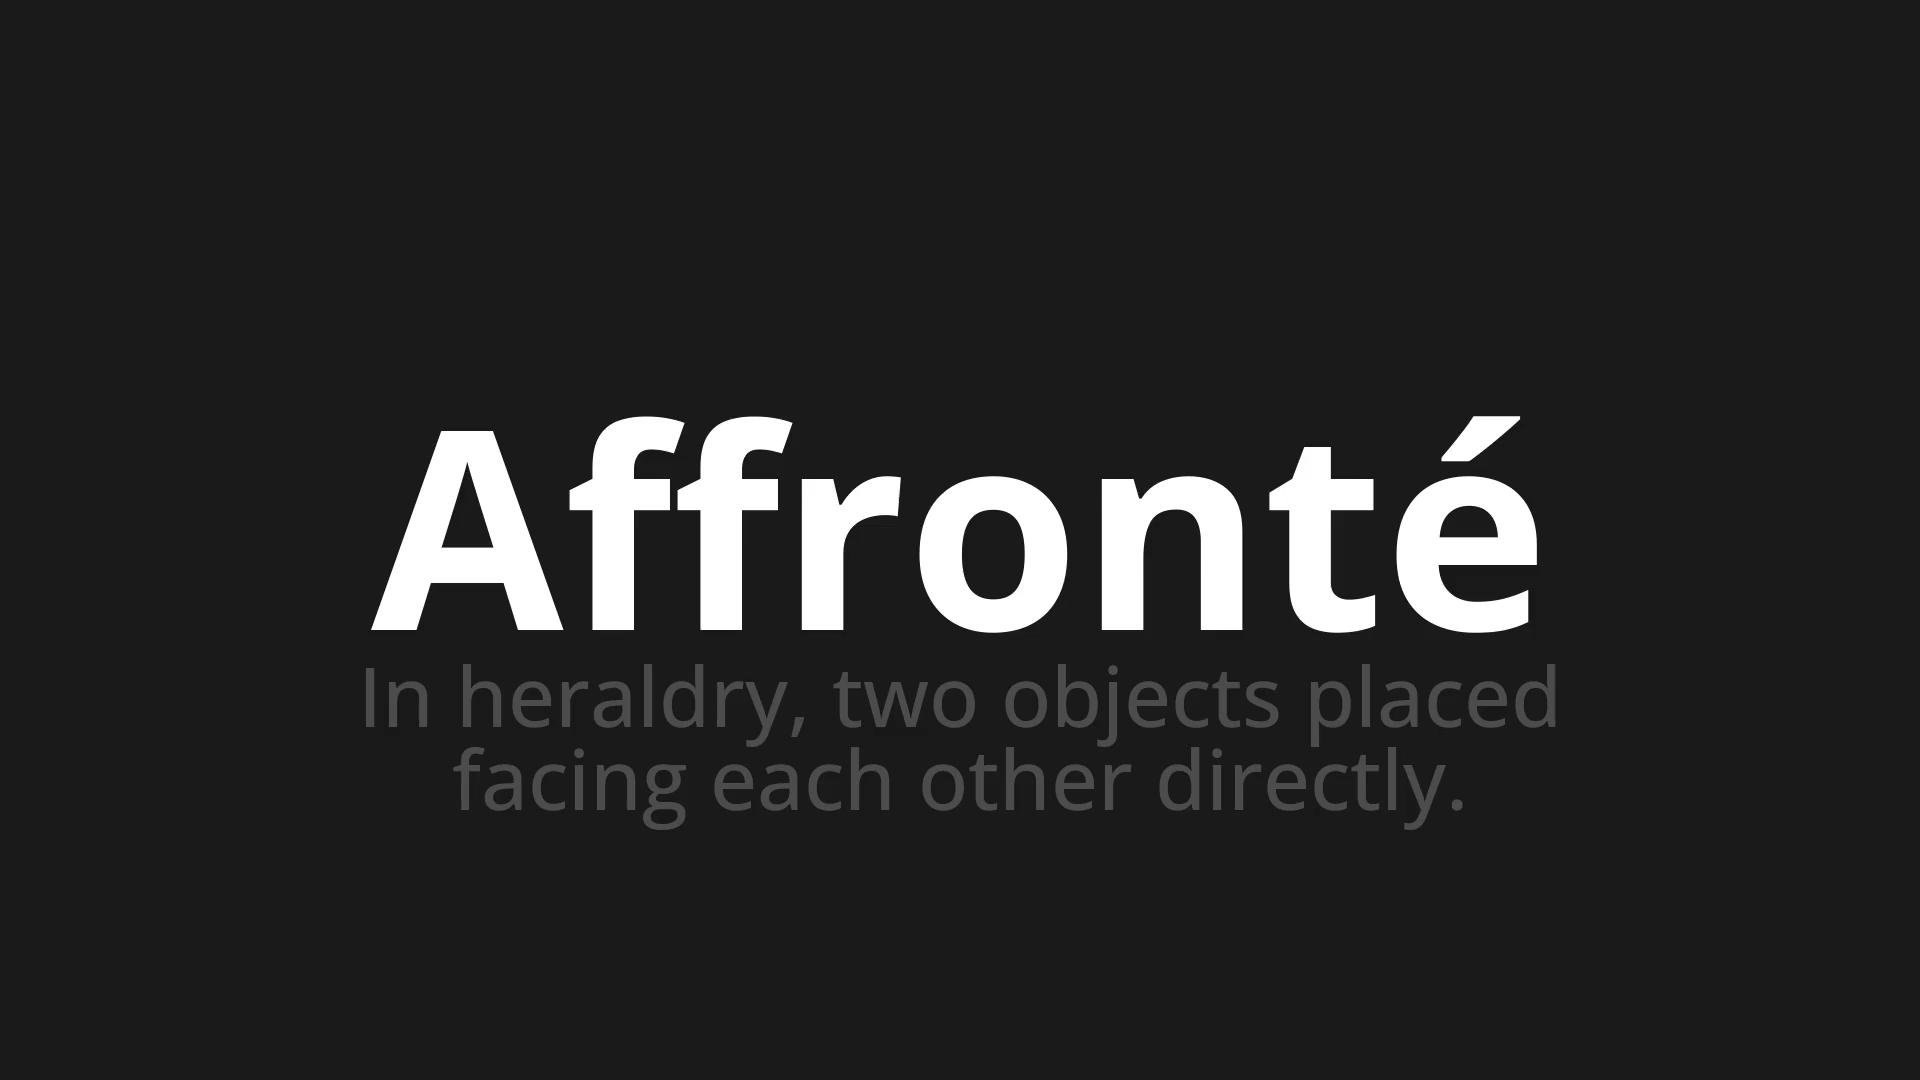 Affronté
In heraldry, two objects placed
facing each other directly.